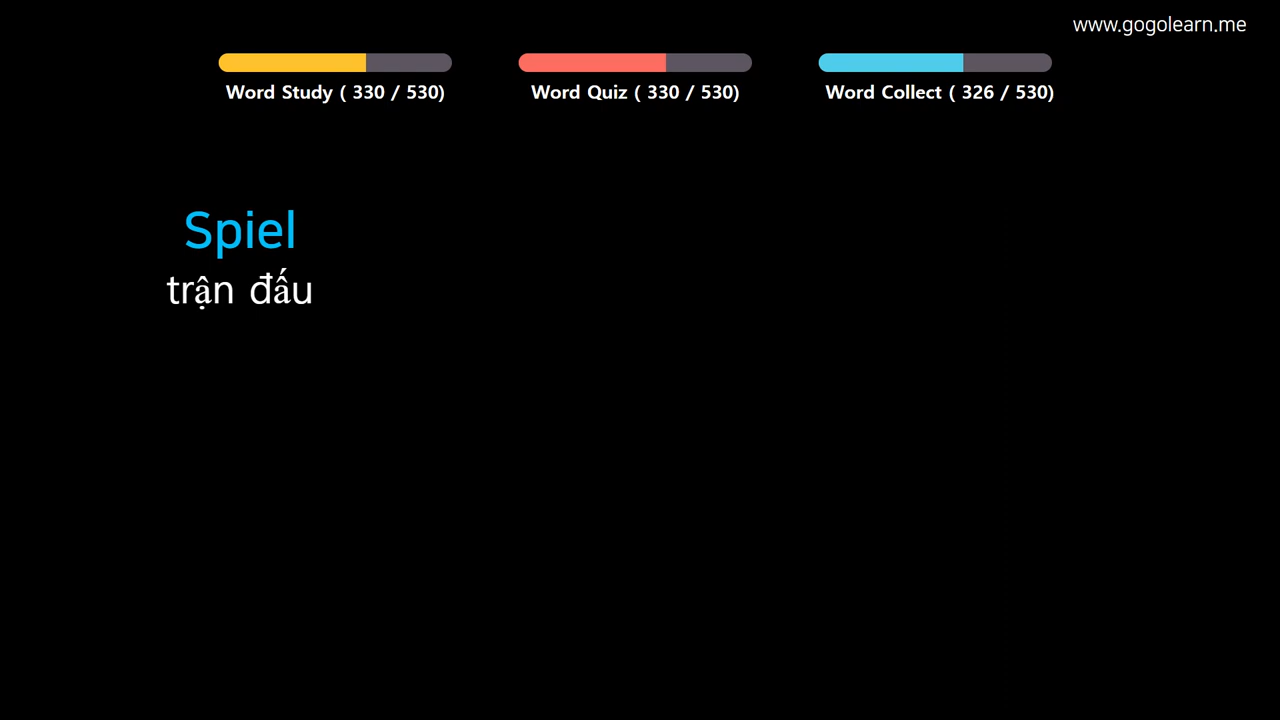 www.gogolearn.me
Word Study ( 330 / 530)
Word Quiz ( 330 / 530)
Word Collect ( 326 / 530)
Spiel
trận đấu